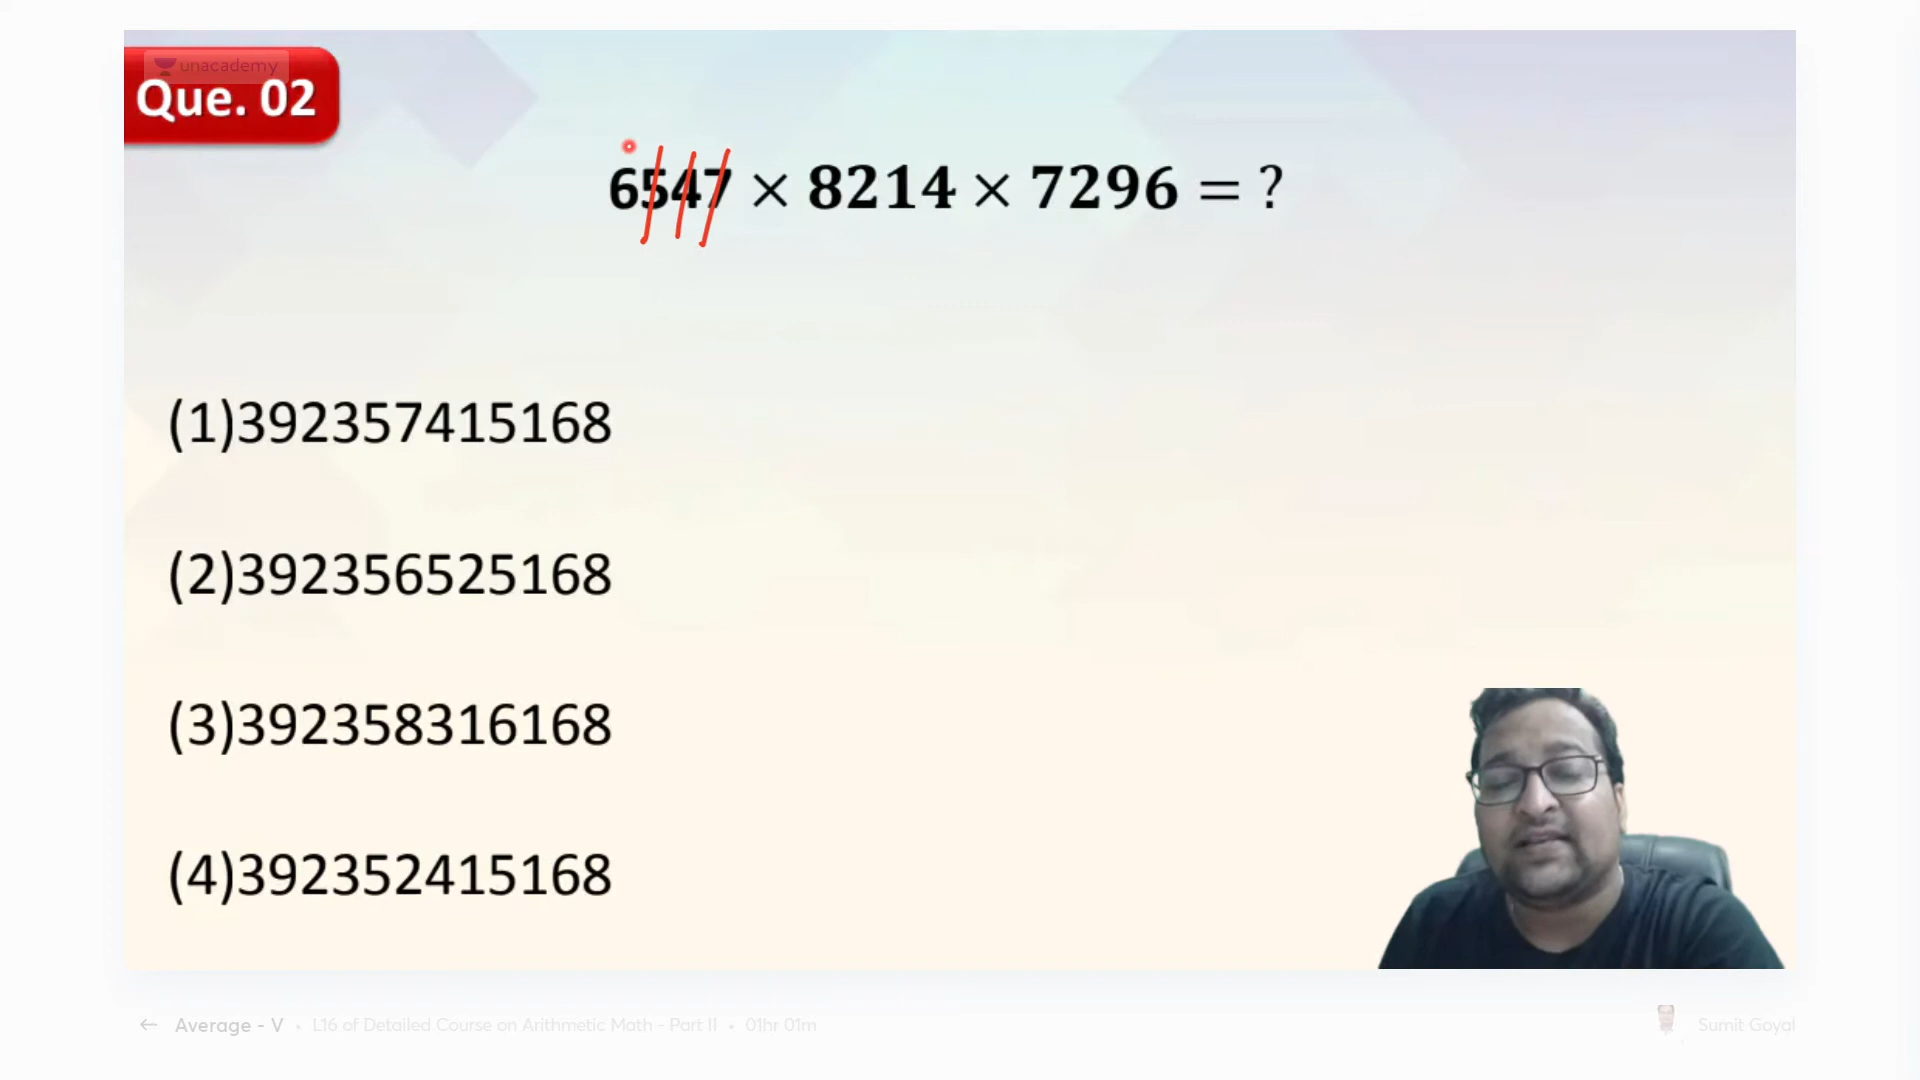 unacademy
Que. 02
6547 × 8214 × 7296 = ?
(1)392357415168
(2)392356525168
(3)392358316168
(4)392352415168
← Average - V • L16 of Detailed Course on Arithmetic Math - Part II • 01hr 01m
Sumit Goyal